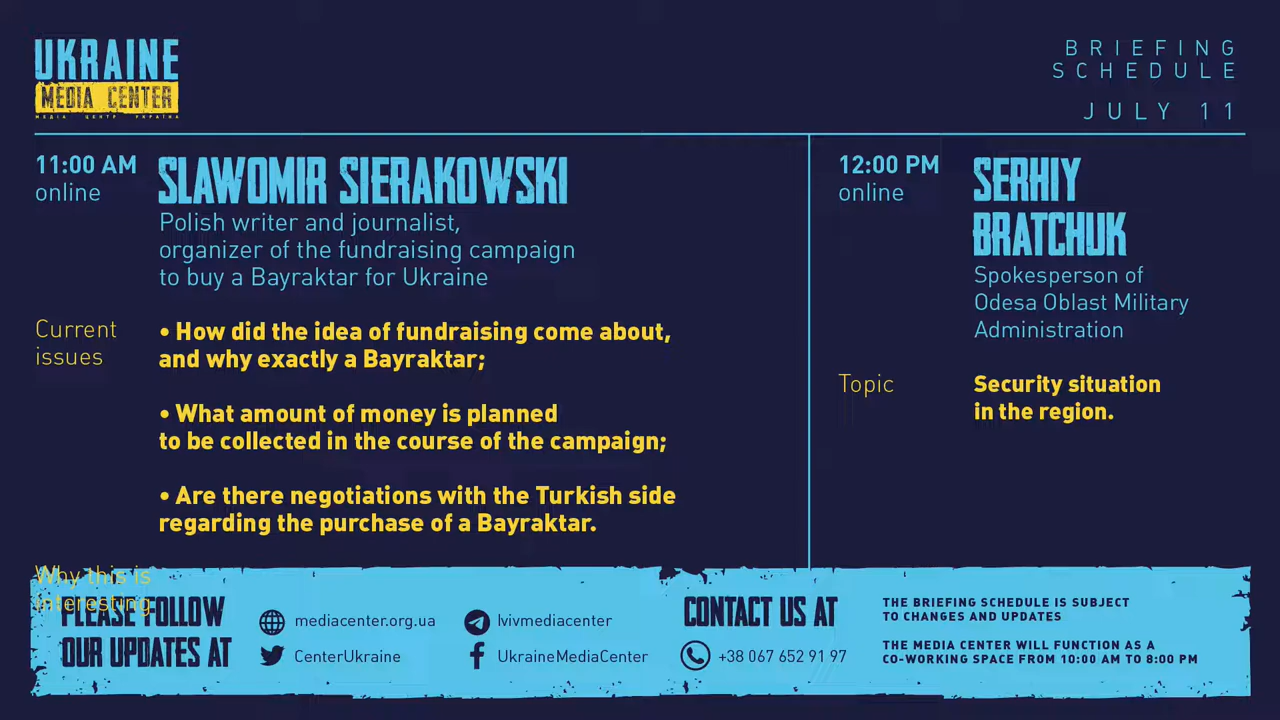 UKRAINE
MEDIA CENTER
МЕДІА ЦЕНТР УКРАЇНА
BRIEFING
SCHEDULE
JULY 11
11:00 AM
online
SLAWOMIR SIERAKOWSKI
Polish writer and journalist,
organizer of the fundraising campaign
to buy a Bayraktar for Ukraine
Current
issues
• How did the idea of fundraising come about,
and why exactly a Bayraktar;
• What amount of money is planned
to be collected in the course of the campaign;
• Are there negotiations with the Turkish side
regarding the purchase of a Bayraktar.
Why this is
interesting
12:00 PM
online
SERHIY
BRATCHUK
Spokesperson of
Odesa Oblast Military
Administration
Topic
Security situation
in the region.
PLEASE FOLLOW
OUR UPDATES AT
mediacenter.org.ua
CenterUkraine
lvivmediacenter
UkraineMediaCenter
CONTACT US AT
+38 067 652 91 97
THE BRIEFING SCHEDULE IS SUBJECT
TO CHANGES AND UPDATES
THE MEDIA CENTER WILL FUNCTION AS A
CO-WORKING SPACE FROM 10:00 AM TO 8:00 PM